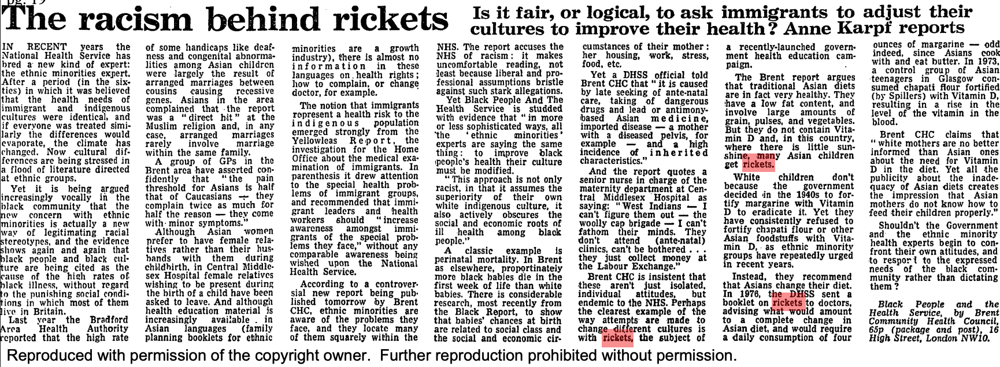 pg. 19
The racism behind rickets
Is it fair, or logical, to ask immigrants to adjust their
cultures to improve their health? Anne Karpf reports
IN RECENT years the
National Health Service has
bred a new kind of expert:
the ethnic minorities expert.
After a period (in the six-
ties) in which it was believed
that the health needs of
immigrant and indigenous
cultures were identical, and
if everyone was treated simi-
larly the differences would
evaporate, the climate has
changed. Now cultural dif-
ferences are being stressed in
a flood of literature directed
at ethnic groups.
Yet it is being argued
increasingly vocally in the
black community that the
new concern with ethnic
minorities is actually a new
way of legitimating racial
stereotypes, and the evidence
shows again and again that
black people and black cul-
ture are being cited as the
cause of the high rates of
black illness, without regard
to the punishing social condi-
tions in which most of them
live in Britain.
Last year the Bradford
Area Health Authority
reported that the high rate
of some handicaps like deaf-
ness and congenital abnorma-
lities among Asian children
were largely the result of
arranged marriages between
cousins causing recessive
genes. Asians in the area
complained that the report
was a "direct hit" at the
Muslim religion and, in any
case, arranged marriages
rarely involve marriage
within the same family.
A group of GPs in the
Brent area have asserted con-
fidently that "the pain
threshold for Asians is half
that of Caucasians — they
complain twice as much for
half the reason — they come
with minor symptoms."
Although Asian women
prefer to have female rela-
tives rather than their hus-
bands with them during
childbirth, in Central Middle-
sex Hospital female relatives
wishing to be present during
the birth of a child have been
asked to leave. And although
health education material is
increasingly available in
Asian languages (family
planning booklets for ethnic
minorities are a growth
industry), there is almost no
information in these
languages on health rights;
how to complain, or change
doctor, for example.
The notion that immigrants
represent a health risk to the
indigenous population
emerged strongly from the
Yellowleas Report, the
investigation for the Home
Office about the medical exa-
mination of immigrants. In
parenthesis it drew attention
to the special health prob-
lems of immigrant groups,
and recommended that immi-
grant leaders and health
workers should "increase
awareness amongst immi-
grants of the special prob-
lems they face," without any
comparable awareness being
wished upon the National
Health Service.
According to a controver-
sial new report being pub-
lished tomorrow by Brent
CHC, ethnic minorities are
aware of the problems they
face, and they locate many
of them squarely within the
NHS. The report accuses the
NHS of racism: it makes
uncomfortable reading, not
least because liberal and pro-
fessional assumptions bristle
against such stark allegations.
Yet Black People And The
Health Service is studded
with evidence that "in more
or less sophisticated ways, all
the 'ethnic minorities'
experts are saying the same
thing: to improve black
people's health their culture
must be modified.
"This approach is not only
racist, in that it assumes the
superiority of their own
white indigenous culture, it
also actively obscures the
social and economic roots of
ill health among black
people."
A classic example is
perinatal mortality. In Brent
as elsewhere, proportinately
more black babies die in the
first week of life than white
babies. There is considerable
research, most recently from
the Black Report, to show
that babies' chances at birth
are related to social class and
the social and economic cir-
cumstances of their mother:
her housing, work, stress,
food, etc.
Yet a DHSS official told
Brent CHC that "it is caused
by late seeking of ante-natal
care, taking of dangerous
drugs and lead or antimony-
based Asian medicine,
imported disease — a mother
with a diseased pelvis, for
example — and a high
incidence of inherited
characteristics."
And the report quotes a
senior nurse in charge of the
maternity department at Cen-
tral Middlesex Hospital as
saying: "West Indians — I
can't figure them out — the
woolly cap brigade — I can't
fathom their minds. They
don't attend (ante-natal)
clinics, can't be bothered . . .
they just collect money at
the Labour Exchange."
Brent CHC is insistent that
these aren't just isolated,
individual attitudes, but
endemic to the NHS. Perhaps
the clearest example of the
way attempts are made to
change different cultures is
with rickets, the subject of
a recently-launched govern-
ment health education cam-
paign.
The Brent report argues
that traditional Asian diets
are in fact very healthy. They
have a low fat content, and
involve large amounts of
grain, pulses, and vegetables.
But they do not contain Vita-
min D and, in this country,
where there is little sun-
shine, many Asian children
get rickets.
White children don't
because the government
decided in the 1940s to for-
tify margarine with Vitamin
D to eradicate it. Yet they
have consistently refused to
fortify chapati flour or other
Asian foodstuffs with Vita-
min D, as ethnic minority
groups have repeatedly urged
in recent years.
Instead, they recommend
that Asians change their diet.
In 1976, the DHSS sent a
booklet on rickets to doctors,
advising what would amount
to a complete change in
Asian diet, and would require
a daily consumption of four
ounces of margarine — odd
indeed, since Asians cook
with and eat butter. In 1973,
a control group of Asian
teenagers in Glasgow con-
sumed chapati flour fortified
(by Spillers) with Vitamin D,
resulting in a rise in the
level of the vitamin in the
blood.
Brent CHC claims that
"white mothers are no better
informed than Asian ones
about the need for Vitamin
D in the diet. Yet all the
publicity about the inade-
quacy of Asian diets creates
the impression that Asian
mothers do not know how to
feed their children properly."
Shouldn't the Government
and the ethnic minority
health experts begin to con-
front their own attitudes, and
to respond to the expressed
needs of the black com-
munity rather than dictating
them?
Black People and the
Health Service, by Brent
Community Health Council,
65p (package and post), 16
High Street, London NW10.
Reproduced with permission of the copyright owner. Further reproduction prohibited without permission.